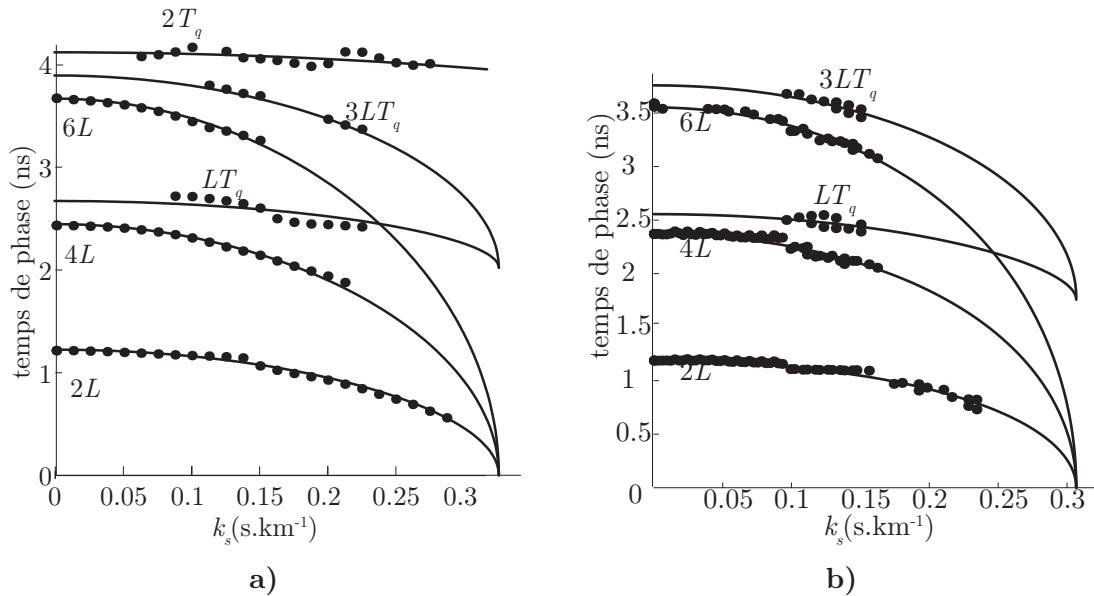 2T_q
4
3LT_q
6L
3
LT_q
4L
2
2L
1
0
0 0.05 0.1 0.15 0.2 0.25 0.3
k_s(s.km⁻¹)
temps de phase (ns)
a)
3LT_q
3.5
6L
3
LT_q
2.5
4L
2
1.5
2L
1
0.5
0
0.05 0.1 0.15 0.2 0.25 0.3
k_s(s.km⁻¹)
temps de phase (ns)
b)